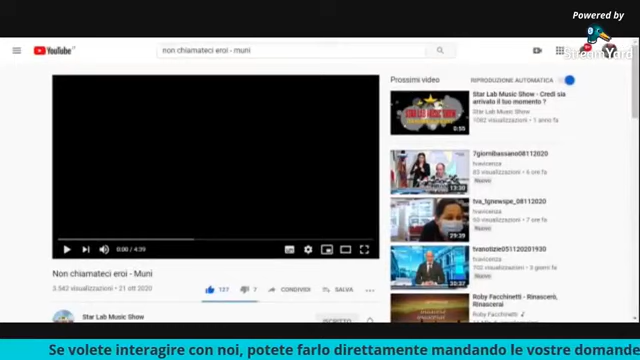 Powered by
StreamYard
YouTube
non chiamateci eroi - muni
Prossimi video
RIPRODUZIONE AUTOMATICA
Star Lab Music Show - Credi sia
arrivato il tuo momento ?
Star Lab Music Show
1082 visualizzazioni • 1 anno fa
0:55
7giornibassano08112020
tvavicenza
83 visualizzazioni • 6 ore fa
Nuovo
13:30
tva_tgnewspe_08112020
tvavicenza
50 visualizzazioni • 7 ore fa
Nuovo
29:39
tvanotizie051120201930
tvavicenza
702 visualizzazioni • 3 giorni fa
Nuovo
30:37
Roby Facchinetti - Rinascerò,
Rinascerai
Roby Facchinetti
0:00 / 4:39
Non chiamateci eroi - Muni
3.543 visualizzazioni • 21 ott 2020
127
7
CONDIVIDI
SALVA
Star Lab Music Show
ISCRITTO
Se volete interagire con noi, potete farlo direttamente mandando le vostre domande